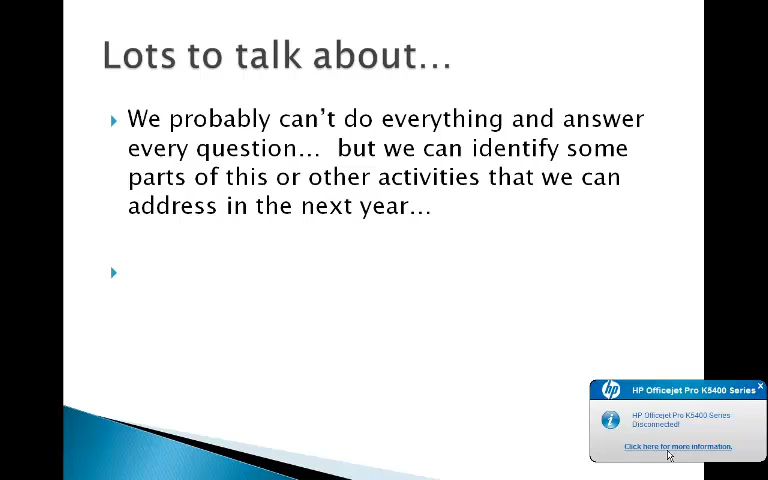 Lots to talk about...
We probably can't do everything and answer
every question... but we can identify some
parts of this or other activities that we can
address in the next year...
hp
HP Officejet Pro K5400 Series
HP Officejet Pro K5400 Series
Disconnected!
Click here for more information.